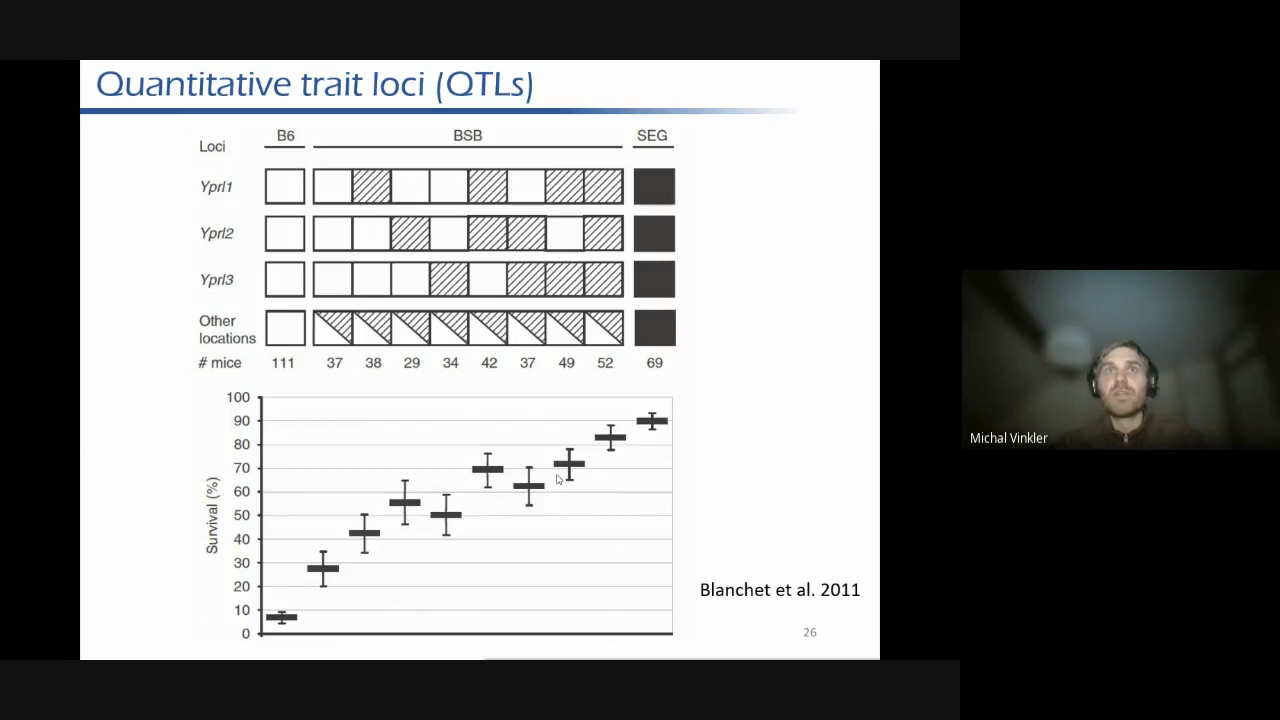 Quantitative trait loci (QTLs)
Loci B6 BSB SEG
Yprl1
Yprl2
Yprl3
Other
locations
# mice 111 37 38 29 34 42 37 49 52 69
100
90
80
70
60
50
40
30
20
10
0
Survival (%)
Blanchet et al. 2011
26
Michal Vinkler